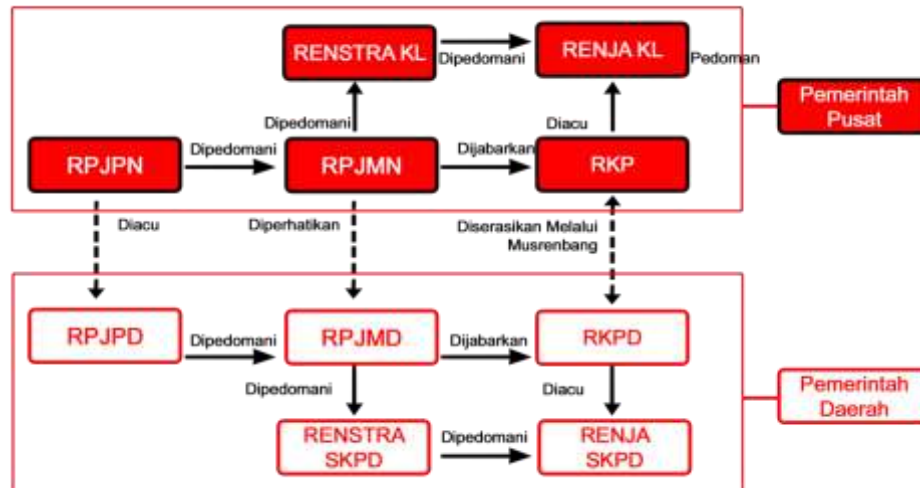 RENSTRA KL
Dipedomani
RENJA KL
Pedoman
Pemerintah
Pusat
Dipedomani
Diacu
RPJPN
Dipedomani
RPJMN
Dijabarkan
RKP
Diacu
Diperhatikan
Diserasikan Melalui
Musrenbang
RPJPD
Dipedomani
RPJMD
Dijabarkan
RKPD
Dipedomani
Diacu
Pemerintah
Daerah
RENSTRA
SKPD
Dipedomani
RENJA
SKPD